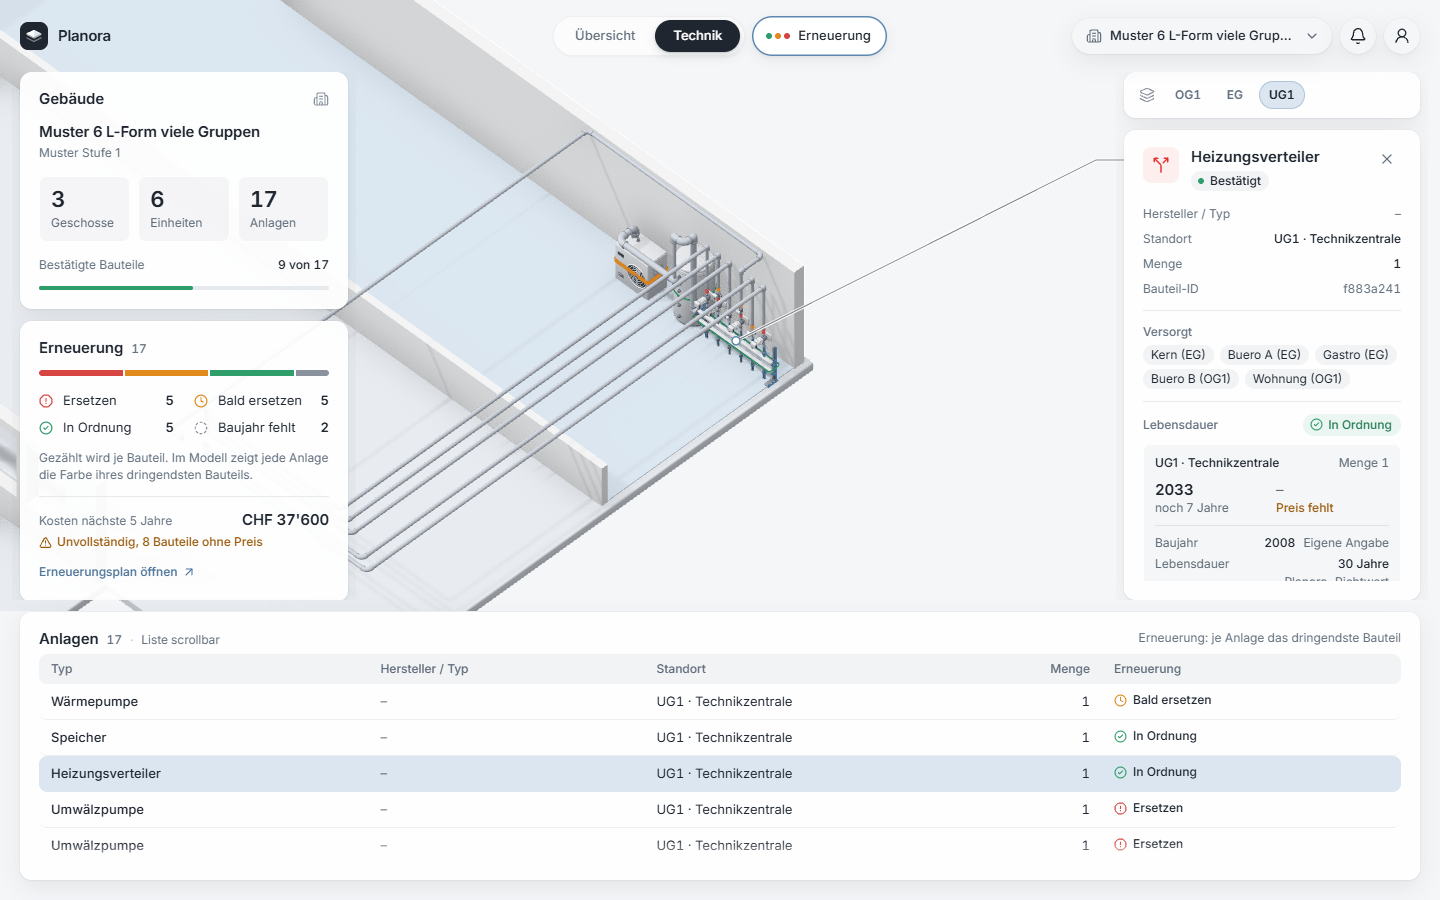 Planora
Übersicht
Technik
Erneuerung
Muster 6 L-Form viele Grup...
Gebäude
Muster 6 L-Form viele Gruppen
Muster Stufe 1
3 6 17
Geschosse Einheiten Anlagen
Bestätigte Bauteile 9 von 17
Erneuerung 17
Ersetzen 5 Bald ersetzen 5
In Ordnung 5 Baujahr fehlt 2
Gezählt wird je Bauteil. Im Modell zeigt jede Anlage
die Farbe ihres dringendsten Bauteils.
Kosten nächste 5 Jahre CHF 37'600
Unvollständig, 8 Bauteile ohne Preis
Erneuerungsplan öffnen
OG1 EG UG1
Heizungsverteiler
Bestätigt
Hersteller / Typ –
Standort UG1 · Technikzentrale
Menge 1
Bauteil-ID f883a241
Versorgt
Kern (EG) Buero A (EG) Gastro (EG)
Buero B (OG1) Wohnung (OG1)
Lebensdauer In Ordnung
UG1 · Technikzentrale Menge 1
2033 –
noch 7 Jahre Preis fehlt
Baujahr 2008 Eigene Angabe
Lebensdauer 30 Jahre
Anlagen 17 · Liste scrollbar
Erneuerung: je Anlage das dringendste Bauteil
Typ Hersteller / Typ Standort Menge Erneuerung
Wärmepumpe – UG1 · Technikzentrale 1 Bald ersetzen
Speicher – UG1 · Technikzentrale 1 In Ordnung
Heizungsverteiler – UG1 · Technikzentrale 1 In Ordnung
Umwälzpumpe – UG1 · Technikzentrale 1 Ersetzen
Umwälzpumpe – UG1 · Technikzentrale 1 Ersetzen